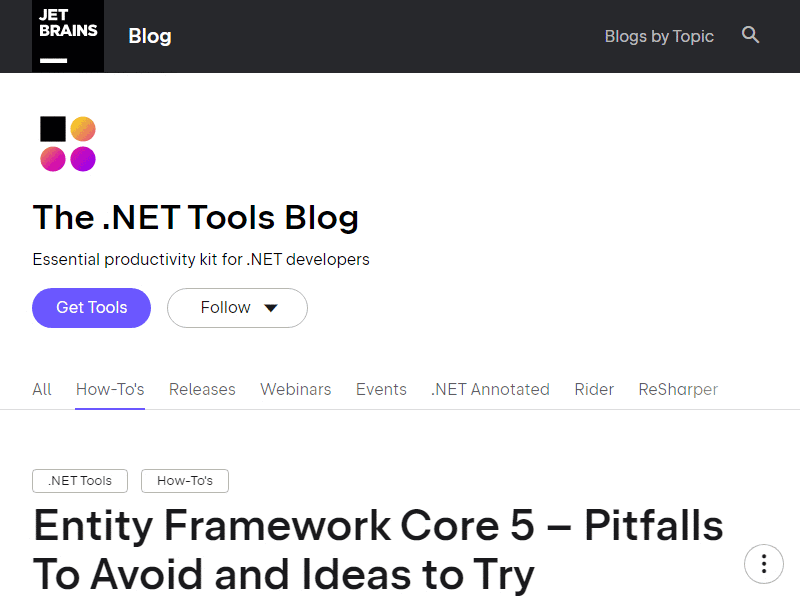 JET
BRAINS
Blog
Blogs by Topic
The .NET Tools Blog
Essential productivity kit for .NET developers
Get Tools
Follow
All How-To's Releases Webinars Events .NET Annotated Rider ReSharper
.NET Tools How-To's
Entity Framework Core 5 – Pitfalls
To Avoid and Ideas to Try